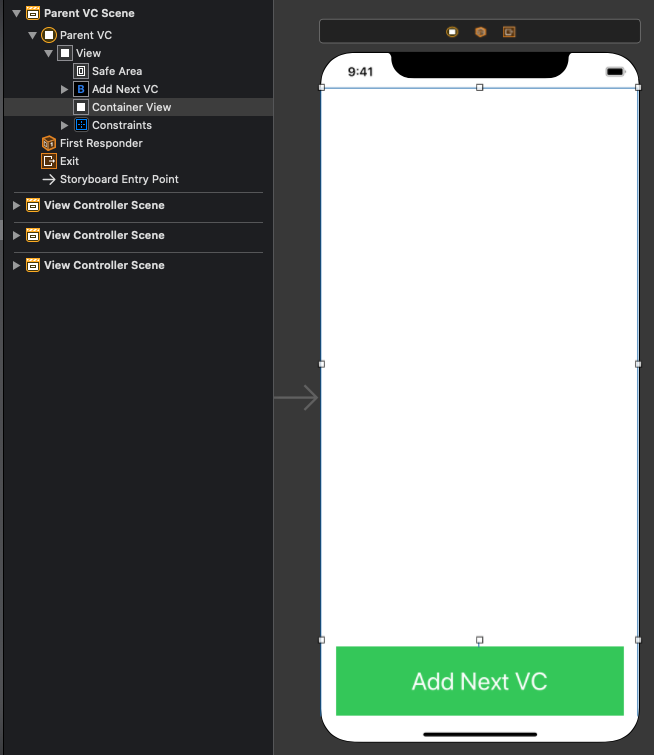 Parent VC Scene
Parent VC
View
Safe Area
B Add Next VC
Container View
Constraints
First Responder
Exit
Storyboard Entry Point
View Controller Scene
View Controller Scene
View Controller Scene
9:41
Add Next VC